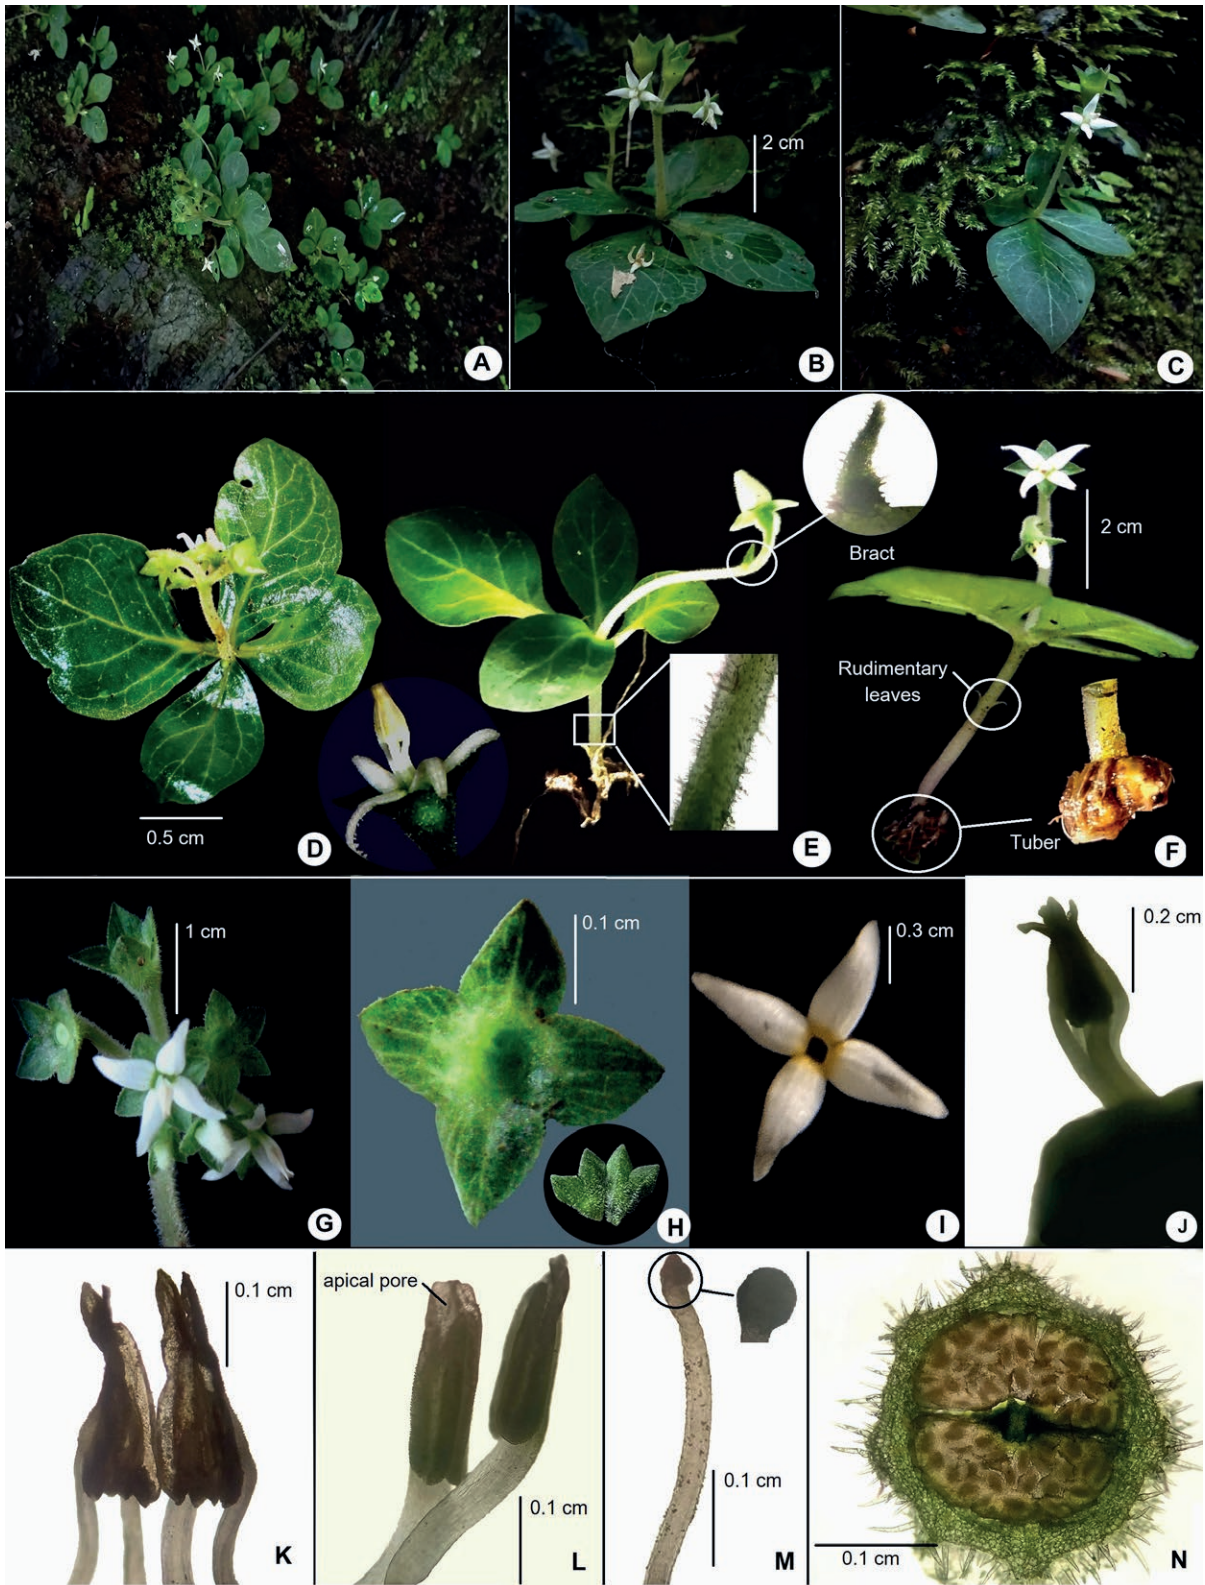 A
2 cm
B
C
D
0.5 cm
Bract
E
2 cm
Rudimentary
leaves
Tuber
F
1 cm
G
0.1 cm
H
0.3 cm
I
0.2 cm
J
0.1 cm
K
apical pore
0.1 cm
L
0.1 cm
M
0.1 cm
N